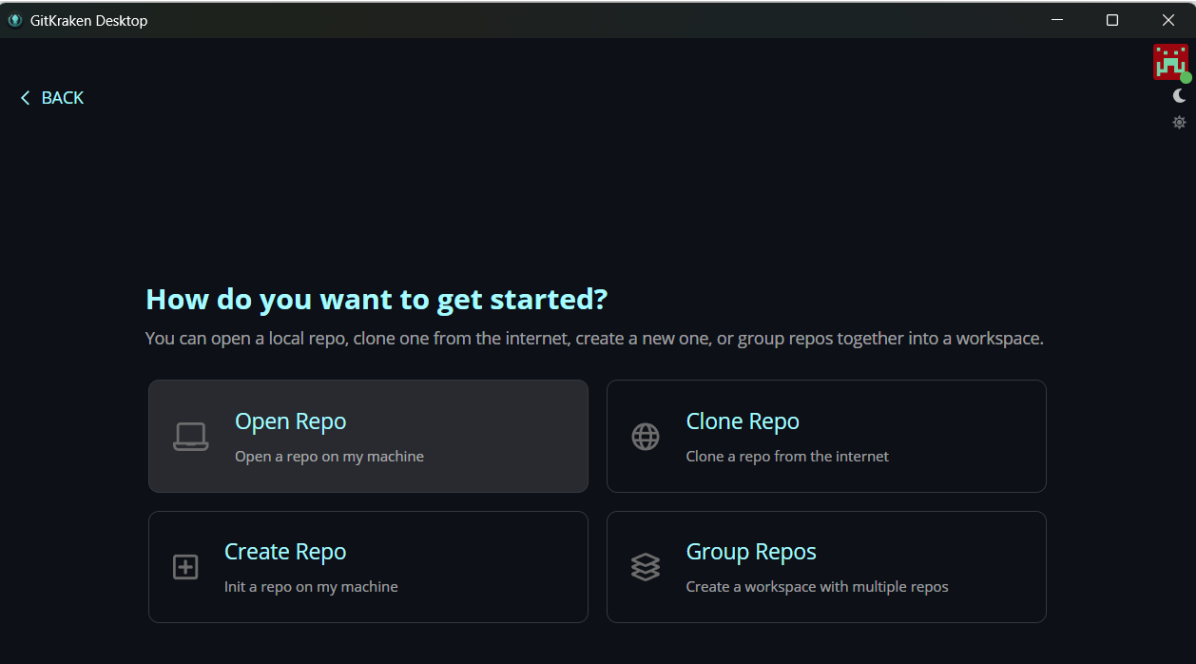 GitKraken Desktop
BACK
How do you want to get started?
You can open a local repo, clone one from the internet, create a new one, or group repos together into a workspace.
Open Repo
Open a repo on my machine
Clone Repo
Clone a repo from the internet
Create Repo
Init a repo on my machine
Group Repos
Create a workspace with multiple repos